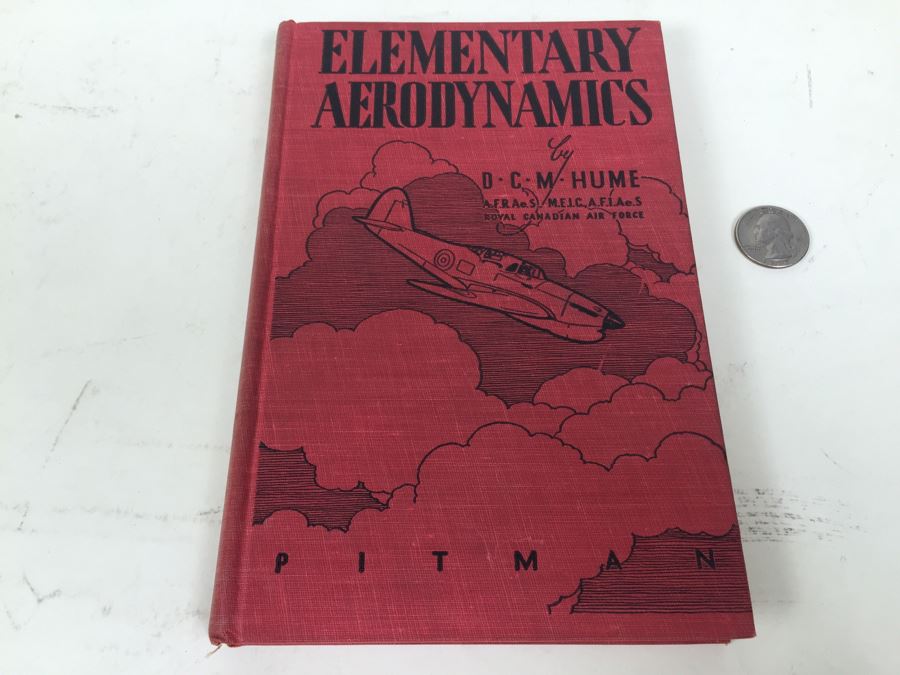 ELEMENTARY
AERODYNAMICS
by
D·C·M·HUME
A.F.R.Ae.S., M.E.I.C., A.F.I.Ae.S
ROYAL CANADIAN AIR FORCE
PITMAN